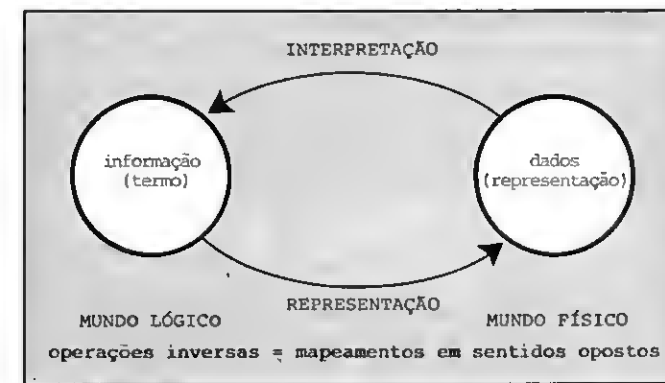 INTERPRETAÇÃO
informação
(termo)
dados
(representação)
REPRESENTAÇÃO
MUNDO LÓGICO
MUNDO FÍSICO
operações inversas = mapeamentos em sentidos opostos